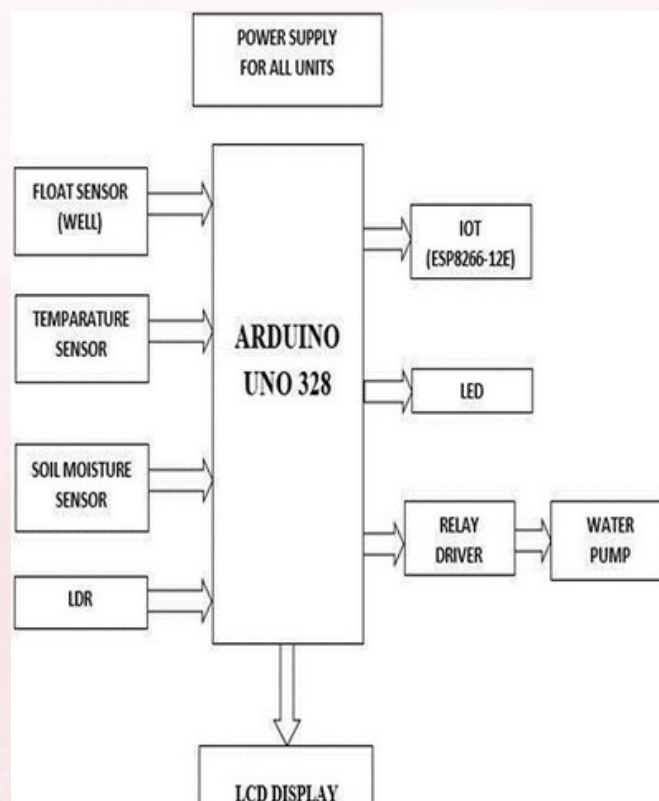 POWER SUPPLY
FOR ALL UNITS
FLOAT SENSOR
(WELL)
TEMPARATURE
SENSOR
SOIL MOISTURE
SENSOR
LDR
ARDUINO
UNO 328
IOT
(ESP8266-12E)
LED
RELAY
DRIVER
WATER
PUMP
LCD DISPLAY